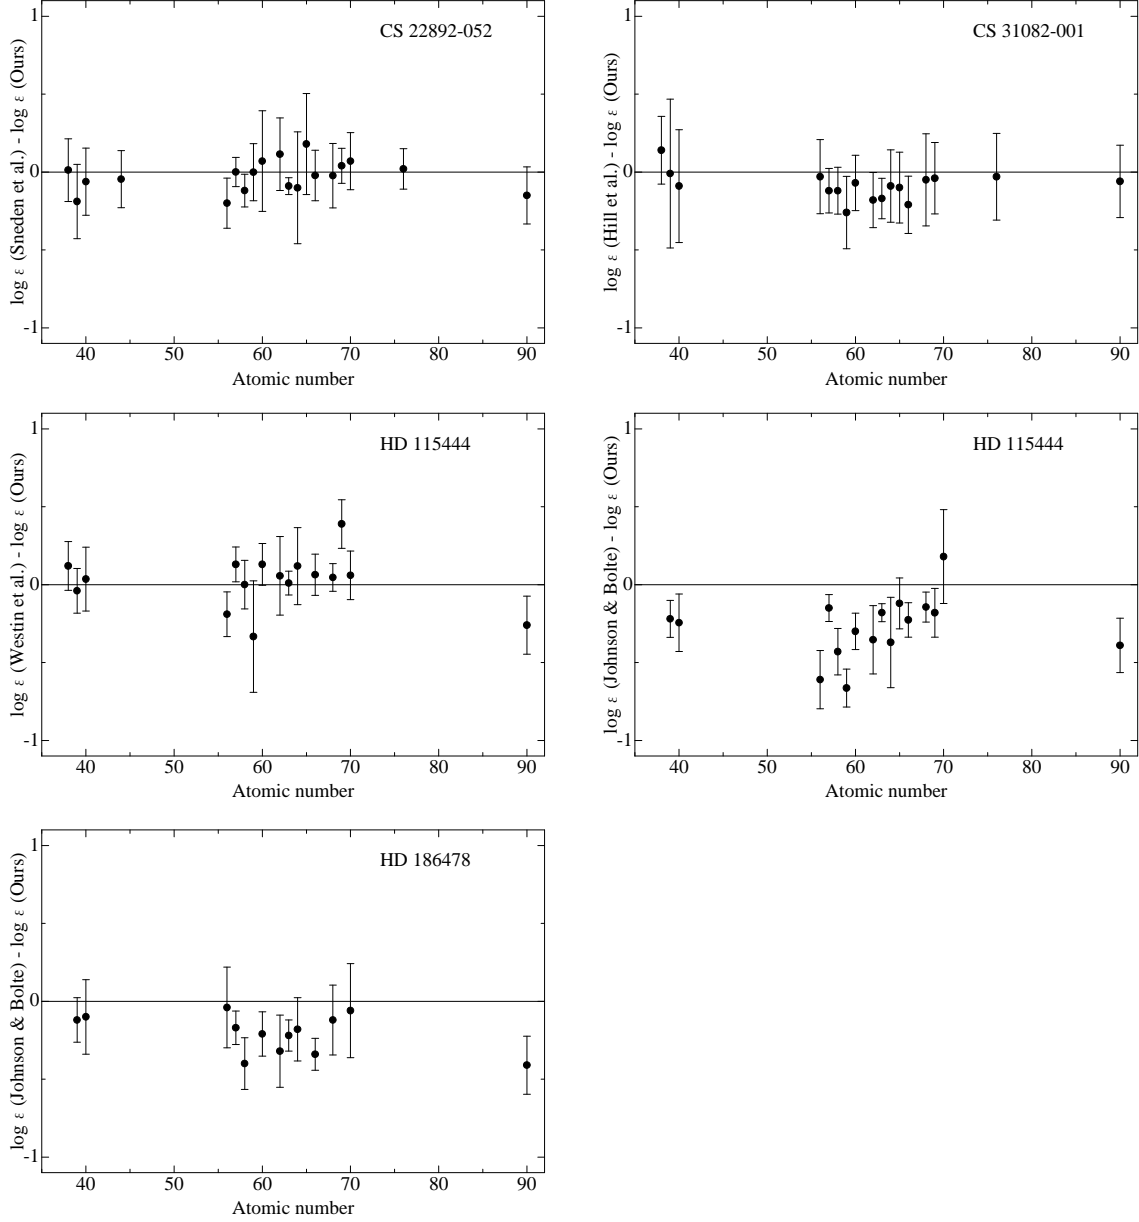 CS 22892-052
1
0
-1
log ε (Sneden et al.) - log ε (Ours)
40 50 60 70 80 90
Atomic number
CS 31082-001
1
0
-1
log ε (Hill et al.) - log ε (Ours)
40 50 60 70 80 90
Atomic number
HD 115444
1
0
-1
log ε (Westin et al.) - log ε (Ours)
40 50 60 70 80 90
Atomic number
HD 115444
1
0
-1
log ε (Johnson & Bolte) - log ε (Ours)
40 50 60 70 80 90
Atomic number
HD 186478
1
0
-1
log ε (Johnson & Bolte) - log ε (Ours)
40 50 60 70 80 90
Atomic number